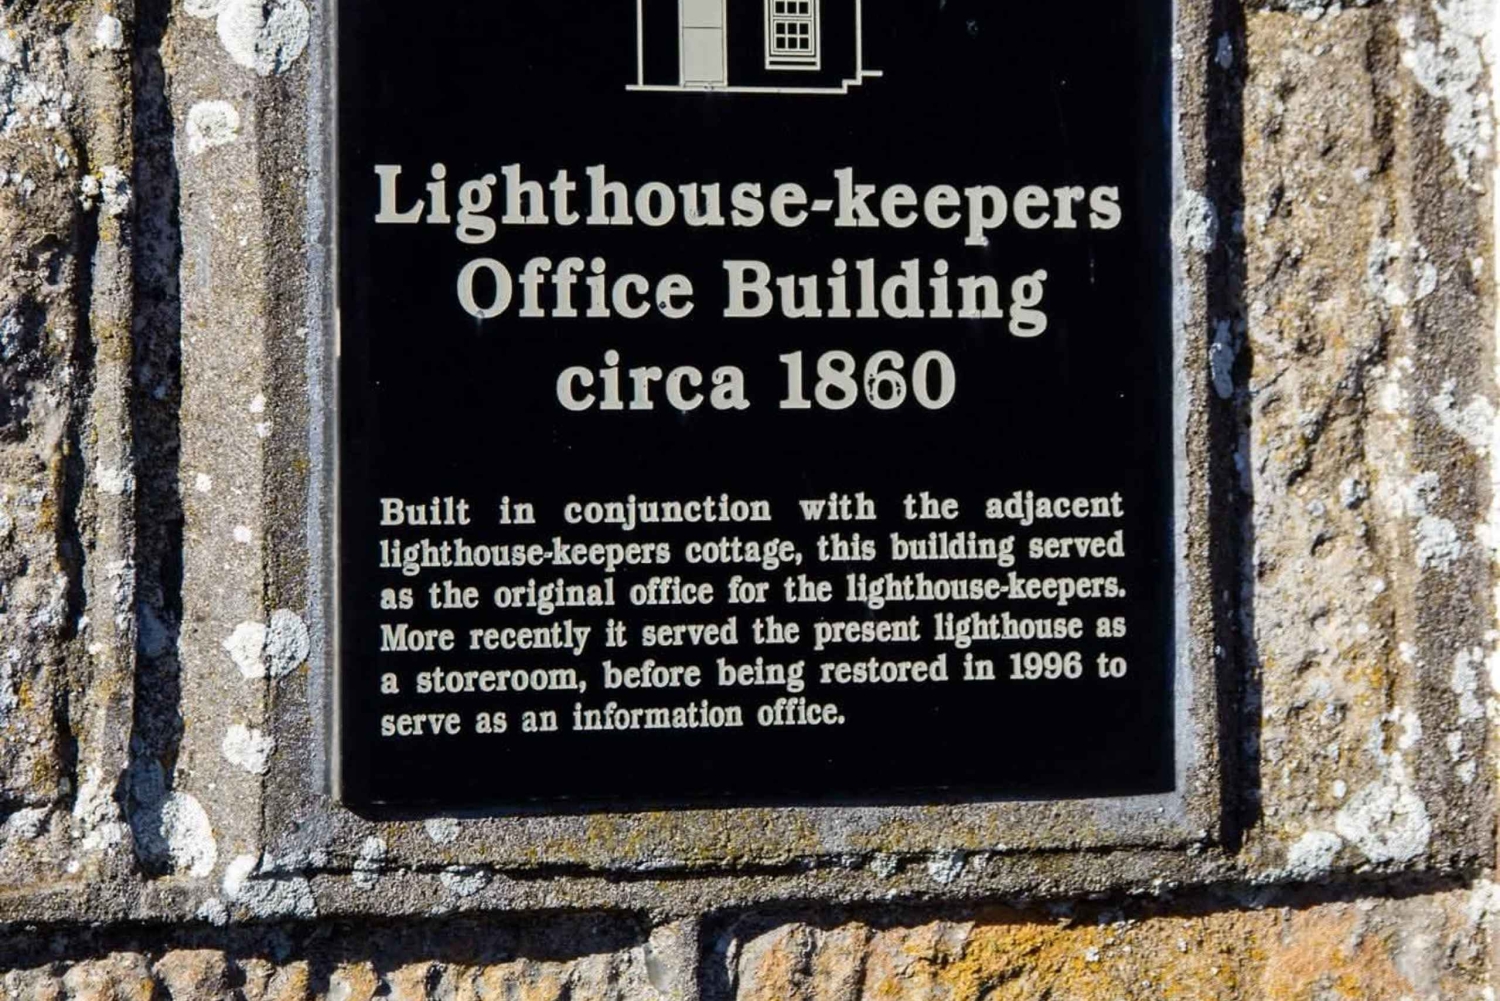 Lighthouse-keepers
Office Building
circa 1860
Built in conjunction with the adjacent
lighthouse-keepers cottage, this building served
as the original office for the lighthouse-keepers.
More recently it served the present lighthouse as
a storeroom, before being restored in 1996 to
serve as an information office.